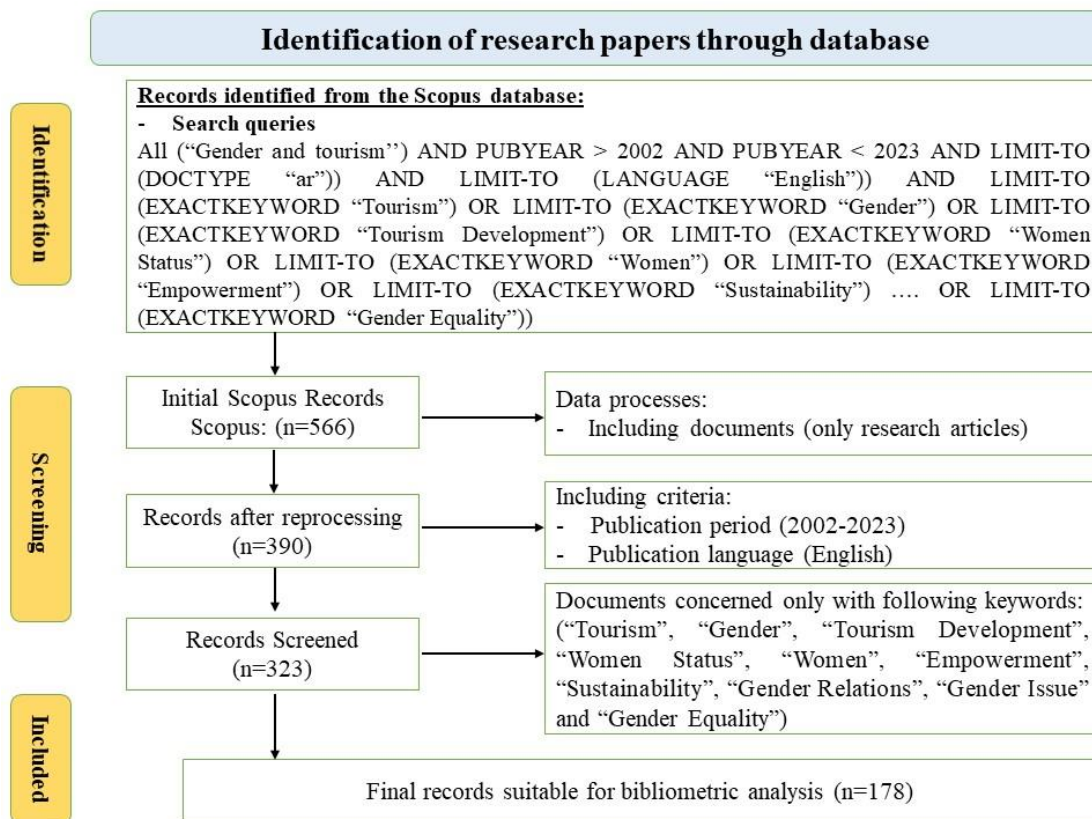 Identification of research papers through database
Identification
Records identified from the Scopus database:
- Search queries
All (“Gender and tourism’’) AND PUBYEAR > 2002 AND PUBYEAR < 2023 AND LIMIT-TO
(DOCTYPE “ar”)) AND LIMIT-TO (LANGUAGE “English”)) AND LIMIT-TO
(EXACTKEYWORD “Tourism”) OR LIMIT-TO (EXACTKEYWORD “Gender”) OR LIMIT-TO
(EXACTKEYWORD “Tourism Development”) OR LIMIT-TO (EXACTKEYWORD “Women
Status”) OR LIMIT-TO (EXACTKEYWORD “Women”) OR LIMIT-TO (EXACTKEYWORD
“Empowerment”) OR LIMIT-TO (EXACTKEYWORD “Sustainability”) …. OR LIMIT-TO
(EXACTKEYWORD “Gender Equality”))
Screening
Initial Scopus Records
Scopus: (n=566)
Data processes:
- Including documents (only research articles)
Records after reprocessing
(n=390)
Including criteria:
- Publication period (2002-2023)
- Publication language (English)
Records Screened
(n=323)
Documents concerned only with following keywords:
(“Tourism”, “Gender”, “Tourism Development”,
“Women Status”, “Women”, “Empowerment”,
“Sustainability”, “Gender Relations”, “Gender Issue”
and “Gender Equality”)
Included
Final records suitable for bibliometric analysis (n=178)